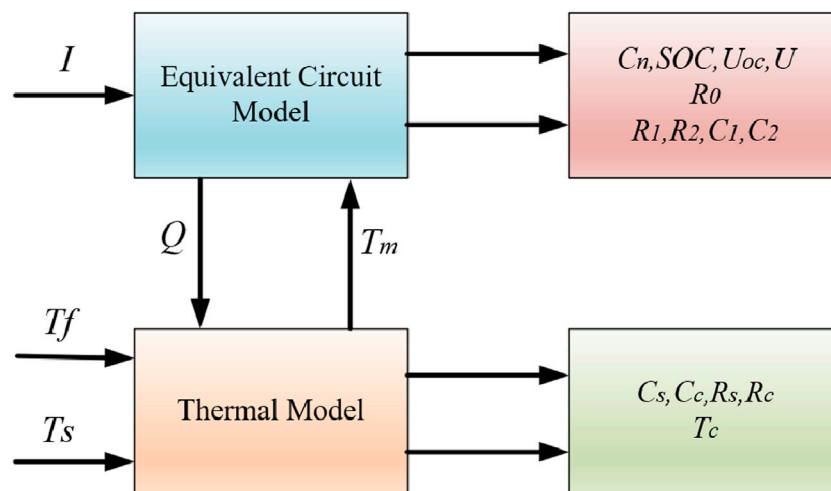 I
Equivalent Circuit
Model
Cn,SOC,Uoc,U
R0
R1,R2,C1,C2
Q
Tm
Tf
Ts
Thermal Model
Cs,Cc,Rs,Rc
Tc